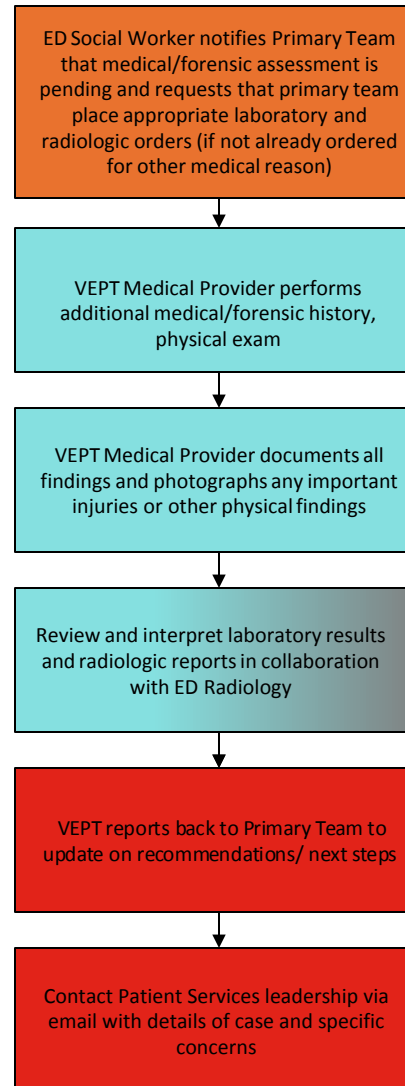 ED Social Worker notifies Primary Team
that medical/forensic assessment is
pending and requests that primary team
place appropriate laboratory and
radiologic orders (if not already ordered
for other medical reason)
VEPT Medical Provider performs
additional medical/forensic history,
physical exam
VEPT Medical Provider documents all
findings and photographs any important
injuries or other physical findings
Review and interpret laboratory results
and radiologic reports in collaboration
with ED Radiology
VEPT reports back to Primary Team to
update on recommendations/ next steps
Contact Patient Services leadership via
email with details of case and specific
concerns